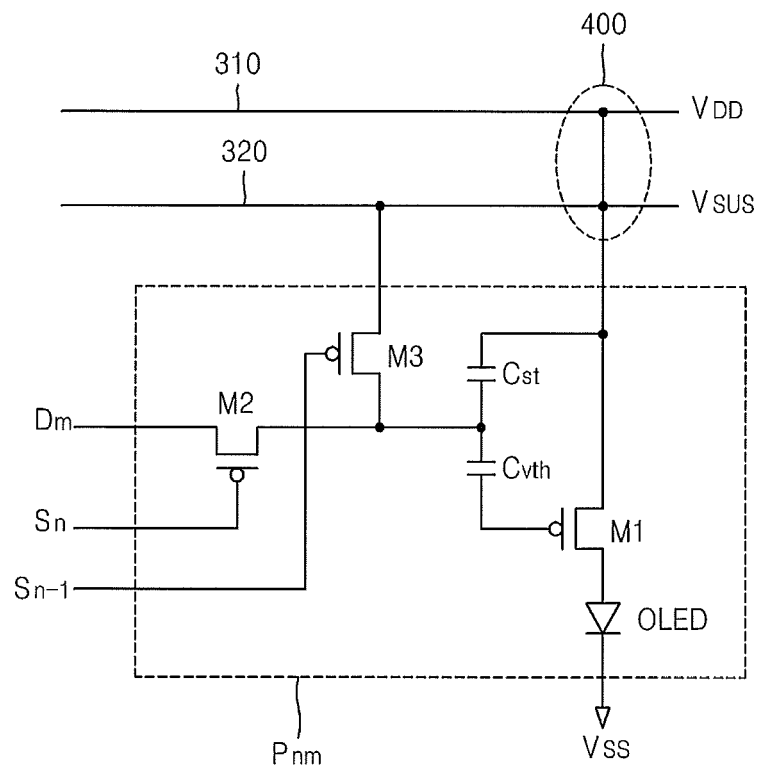 400
310
VDD
320
VSUS
M3
Cst
M2
Dm
Cvth
Sn
M1
Sn-1
OLED
Pnm
VSS